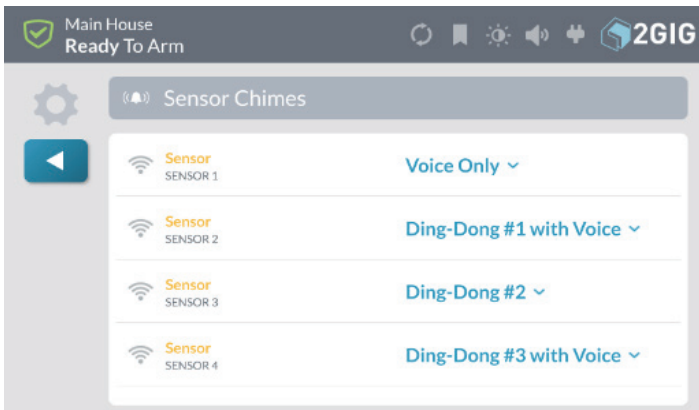 Main House
Ready To Arm
2GIG
Sensor Chimes
Sensor
SENSOR 1
Voice Only
Sensor
SENSOR 2
Ding-Dong #1 with Voice
Sensor
SENSOR 3
Ding-Dong #2
Sensor
SENSOR 4
Ding-Dong #3 with Voice